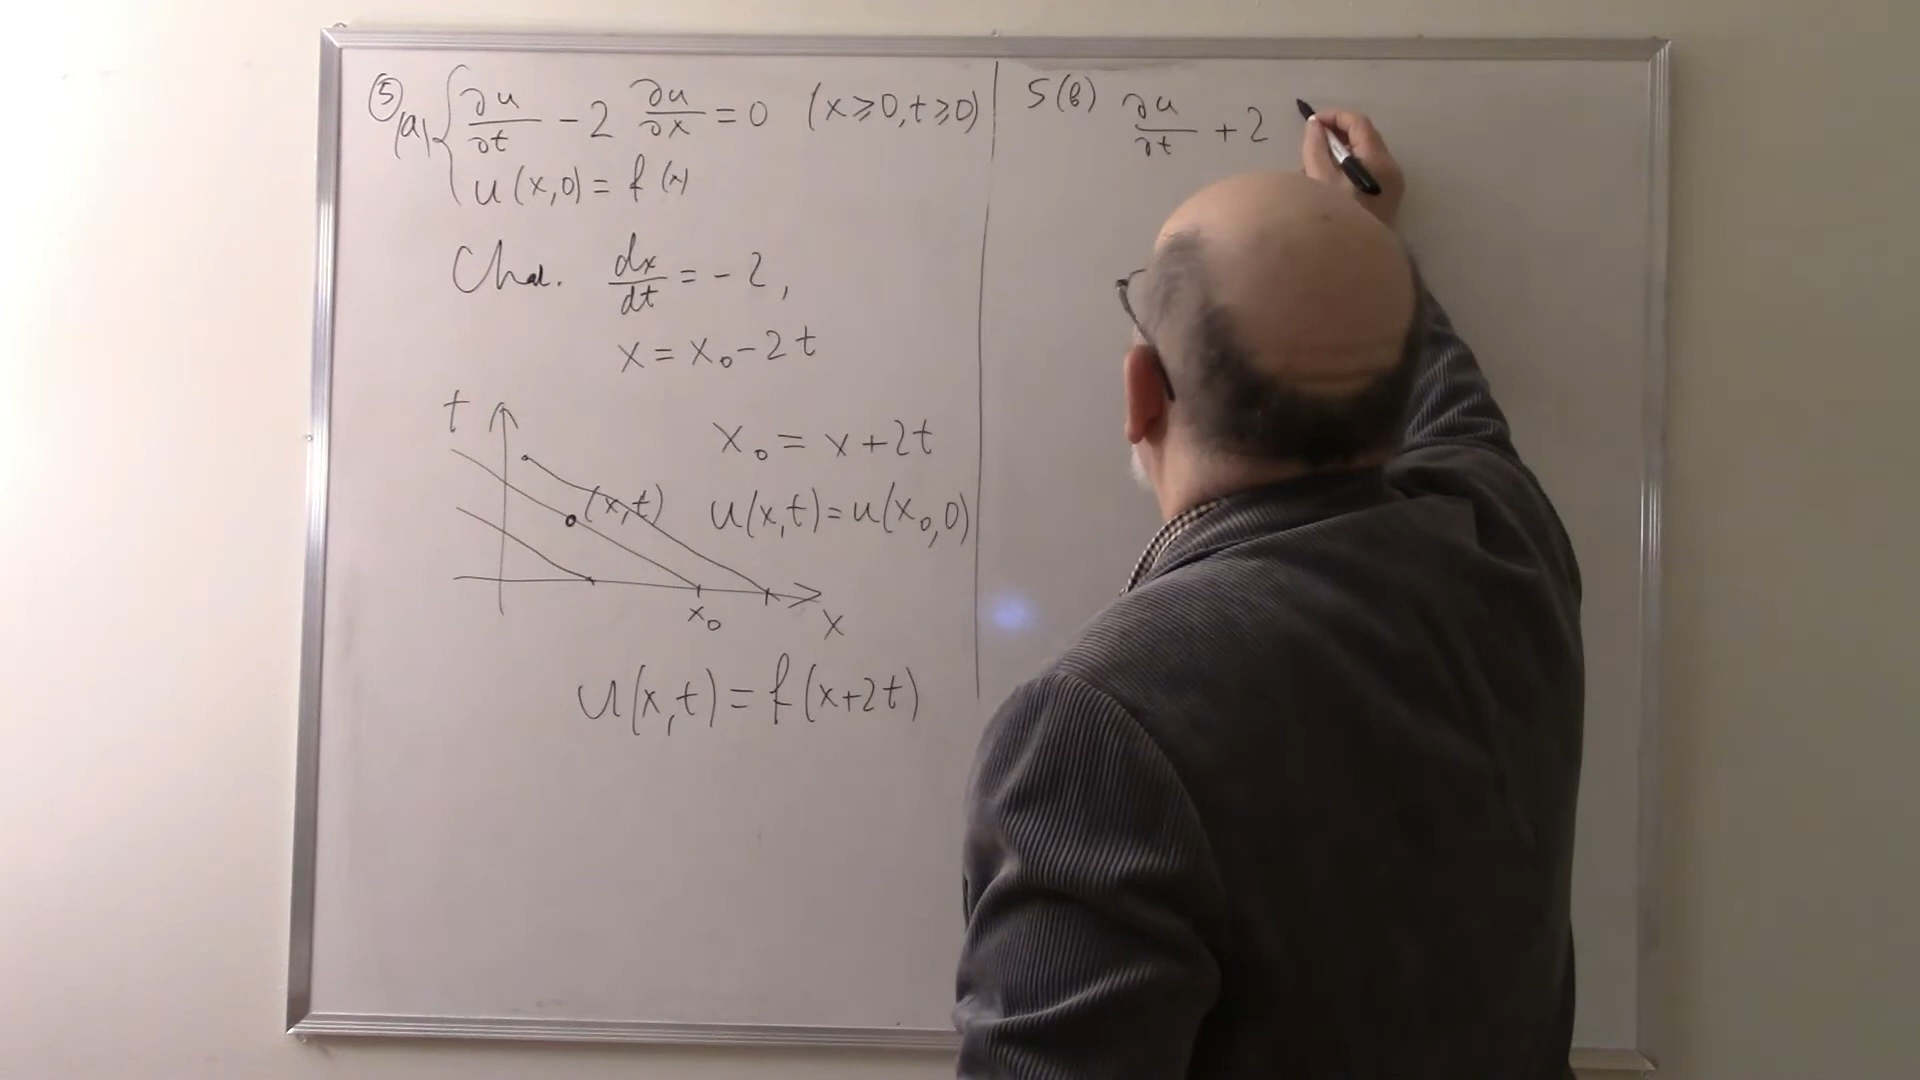 ⑤(a) { ∂u/∂t − 2 ∂u/∂x = 0 (x ⩾ 0, t ⩾ 0)
u(x,0) = f(x)
Char. dx/dt = −2,
x = x₀ − 2t
t
x₀ = x + 2t
(x,t)
u(x,t) = u(x₀,0)
x₀
x
u(x,t) = f(x+2t)
5(b) ∂u/∂t + 2